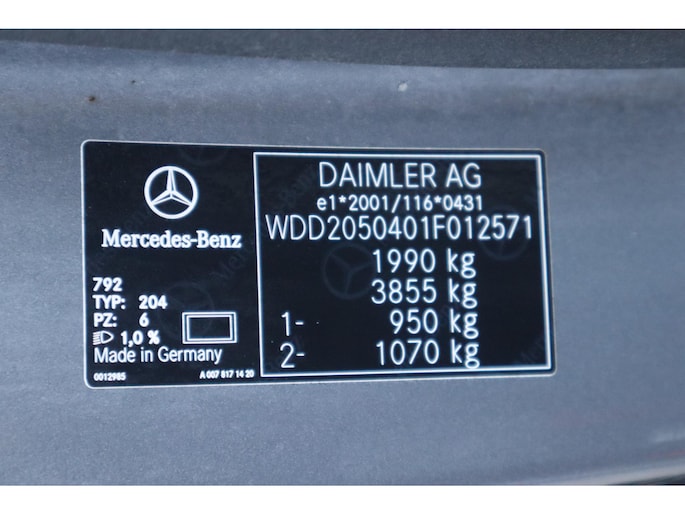 Mercedes-Benz
792
TYP: 204
PZ: 6
1,0 %
Made in Germany
0012985
A 007 817 14 20
DAIMLER AG
e1*2001/116*0431
WDD2050401F012571
1990 kg
3855 kg
1- 950 kg
2- 1070 kg